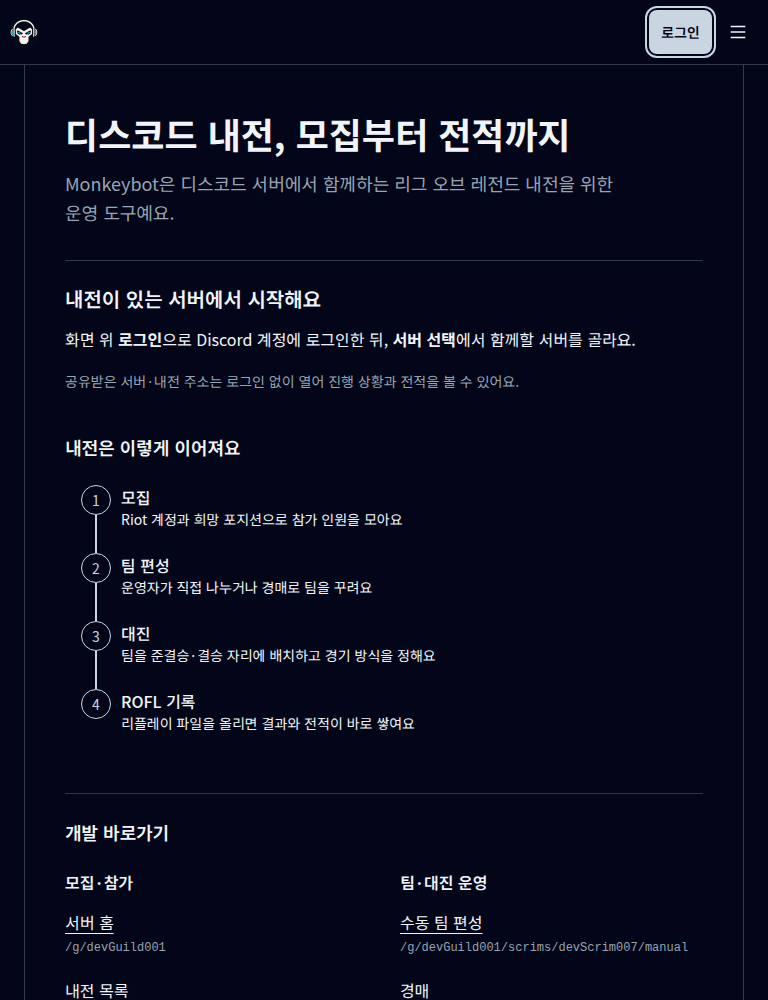 로그인
디스코드 내전, 모집부터 전적까지
Monkeybot은 디스코드 서버에서 함께하는 리그 오브 레전드 내전을 위한
운영 도구예요.
내전이 있는 서버에서 시작해요
화면 위 로그인으로 Discord 계정에 로그인한 뒤, 서버 선택에서 함께할 서버를 골라요.
공유받은 서버·내전 주소는 로그인 없이 열어 진행 상황과 전적을 볼 수 있어요.
내전은 이렇게 이어져요
1 모집
Riot 계정과 희망 포지션으로 참가 인원을 모아요
2 팀 편성
운영자가 직접 나누거나 경매로 팀을 꾸려요
3 대진
팀을 준결승·결승 자리에 배치하고 경기 방식을 정해요
4 ROFL 기록
리플레이 파일을 올리면 결과와 전적이 바로 쌓여요
개발 바로가기
모집·참가
서버 홈
/g/devGuild001
내전 목록
팀·대진 운영
수동 팀 편성
/g/devGuild001/scrims/devScrim007/manual
경매